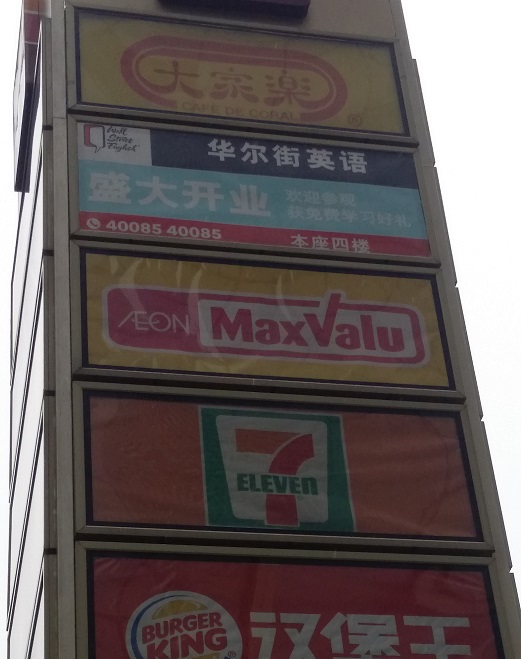 大家楽
CAFE DE CORAL
®
Wall
Street
English
华尔街英语
盛大开业
欢迎参观
获免费学习好礼
40085 40085
本座四楼
ÆON MaxValu
7
ELEVEn
BURGER
KING
汉堡王